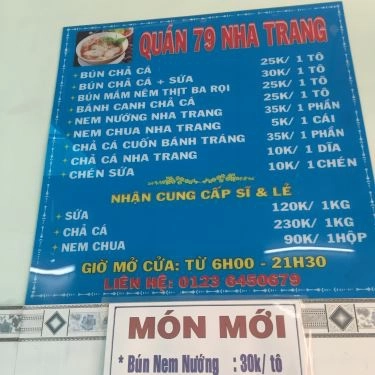 QUÁN 79 NHA TRANG
+ BÚN CHẢ CÁ 25K/ 1 TÔ
+ BÚN CHẢ CÁ + SỨA 30K/ 1 TÔ
+ BÚN MẮM NÊM THỊT BA RỌI 25K/ 1 TÔ
+ BÁNH CANH CHẢ CÁ 25K/ 1 TÔ
+ NEM NƯỚNG NHA TRANG 35K/ 1 PHẦN
+ NEM CHUA NHA TRANG 5K/ 1 CÁI
+ CHẢ CÁ CUỐN BÁNH TRÁNG 35K/ 1 PHẦN
+ CHẢ CÁ NHA TRANG 10K/ 1 DĨA
+ CHÉN SỨA 10K/ 1 CHÉN
NHẬN CUNG CẤP SĨ & LẺ
+ SỨA 120K/ 1KG
+ CHẢ CÁ 230K/ 1KG
+ NEM CHUA 90K/ 1HỘP
GIỜ MỞ CỬA: TỪ 6H00 - 21H30
LIÊN HỆ: 0123 6450679
MÓN MỚI
* Bún Nem Nướng : 30k/ tô